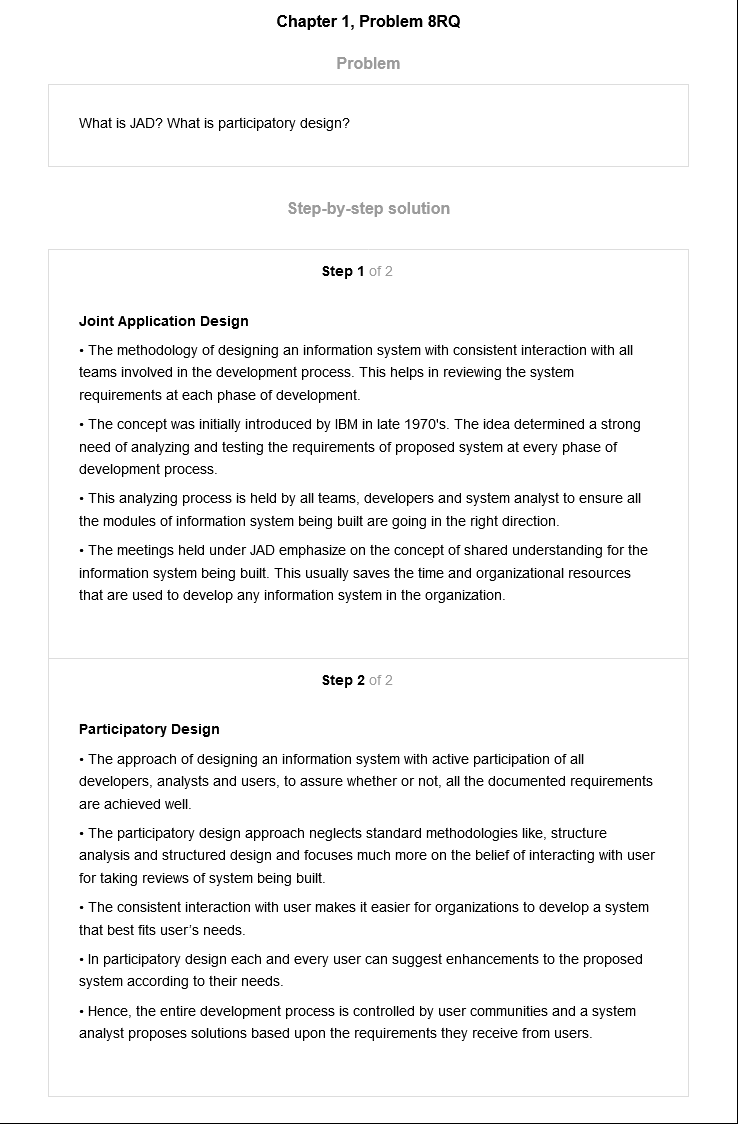 Chapter 1, Problem 8RQ
Problem
What is JAD? What is participatory design?
Step-by-step solution
Step 1 of 2
Joint Application Design
• The methodology of designing an information system with consistent interaction with all
teams involved in the development process. This helps in reviewing the system
requirements at each phase of development.
• The concept was initially introduced by IBM in late 1970's. The idea determined a strong
need of analyzing and testing the requirements of proposed system at every phase of
development process.
• This analyzing process is held by all teams, developers and system analyst to ensure all
the modules of information system being built are going in the right direction.
• The meetings held under JAD emphasize on the concept of shared understanding for the
information system being built. This usually saves the time and organizational resources
that are used to develop any information system in the organization.
Step 2 of 2
Participatory Design
• The approach of designing an information system with active participation of all
developers, analysts and users, to assure whether or not, all the documented requirements
are achieved well.
• The participatory design approach neglects standard methodologies like, structure
analysis and structured design and focuses much more on the belief of interacting with user
for taking reviews of system being built.
• The consistent interaction with user makes it easier for organizations to develop a system
that best fits user’s needs.
• In participatory design each and every user can suggest enhancements to the proposed
system according to their needs.
• Hence, the entire development process is controlled by user communities and a system
analyst proposes solutions based upon the requirements they receive from users.